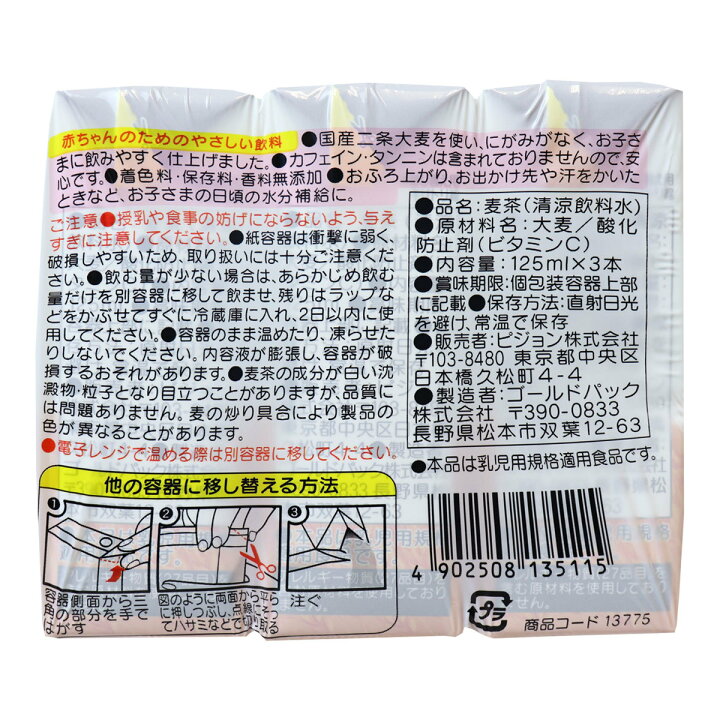 赤ちゃんのためのやさしい飲料 ●国産二条大麦を使い、にがみがなく、お子さ
まに飲みやすく仕上げました。●カフェイン・タンニンは含まれておりませんので、安
心です。●着色料・保存料・香料無添加 ●おふろ上がり、お出かけ先や汗をかいた
ときなど、お子さまの日頃の水分補給に。
ご注意 ●授乳や食事の妨げにならないよう、与え
すぎに注意してください。●紙容器は衝撃に弱く、
破損しやすいため、取り扱いには十分ご注意くださ
い。●飲む量が少ない場合は、あらかじめ飲む
量だけを別容器に移して飲ませ、残りはラップな
どをかぶせてすぐに冷蔵庫に入れ、2日以内に使
用してください。●容器のまま温めたり、凍らせた
りしないでください。内容液が膨張し、容器が破
損するおそれがあります。●麦茶の成分が白い沈
澱物・粒子となり目立つことがありますが、品質に
は問題ありません。麦の炒り具合により製品の
色が異なることがあります。
●電子レンジで温める際は別容器に移してください。
●品名:麦茶(清涼飲料水)
●原材料名:大麦/酸化
防止剤(ビタミンC)
●内容量:125ml×3本
●賞味期限:個包装容器上部
に記載 ●保存方法:直射日光
を避け、常温で保存
●販売者:ピジョン株式会社
〒103-8480 東京都中央区
日本橋久松町4-4
●製造者:ゴールドパック
株式会社 〒390-0833
長野県松本市双葉12-63
●本品は乳児用規格適用食品です。
他の容器に移し替える方法
1
容器側面から三
角の部分を手で
はがす
2
図のように両面から平ら
に押しつぶし、点線にそっ
てハサミなどで切り取る
3
注ぐ
4 902508 135115
プラ
商品コード 13775